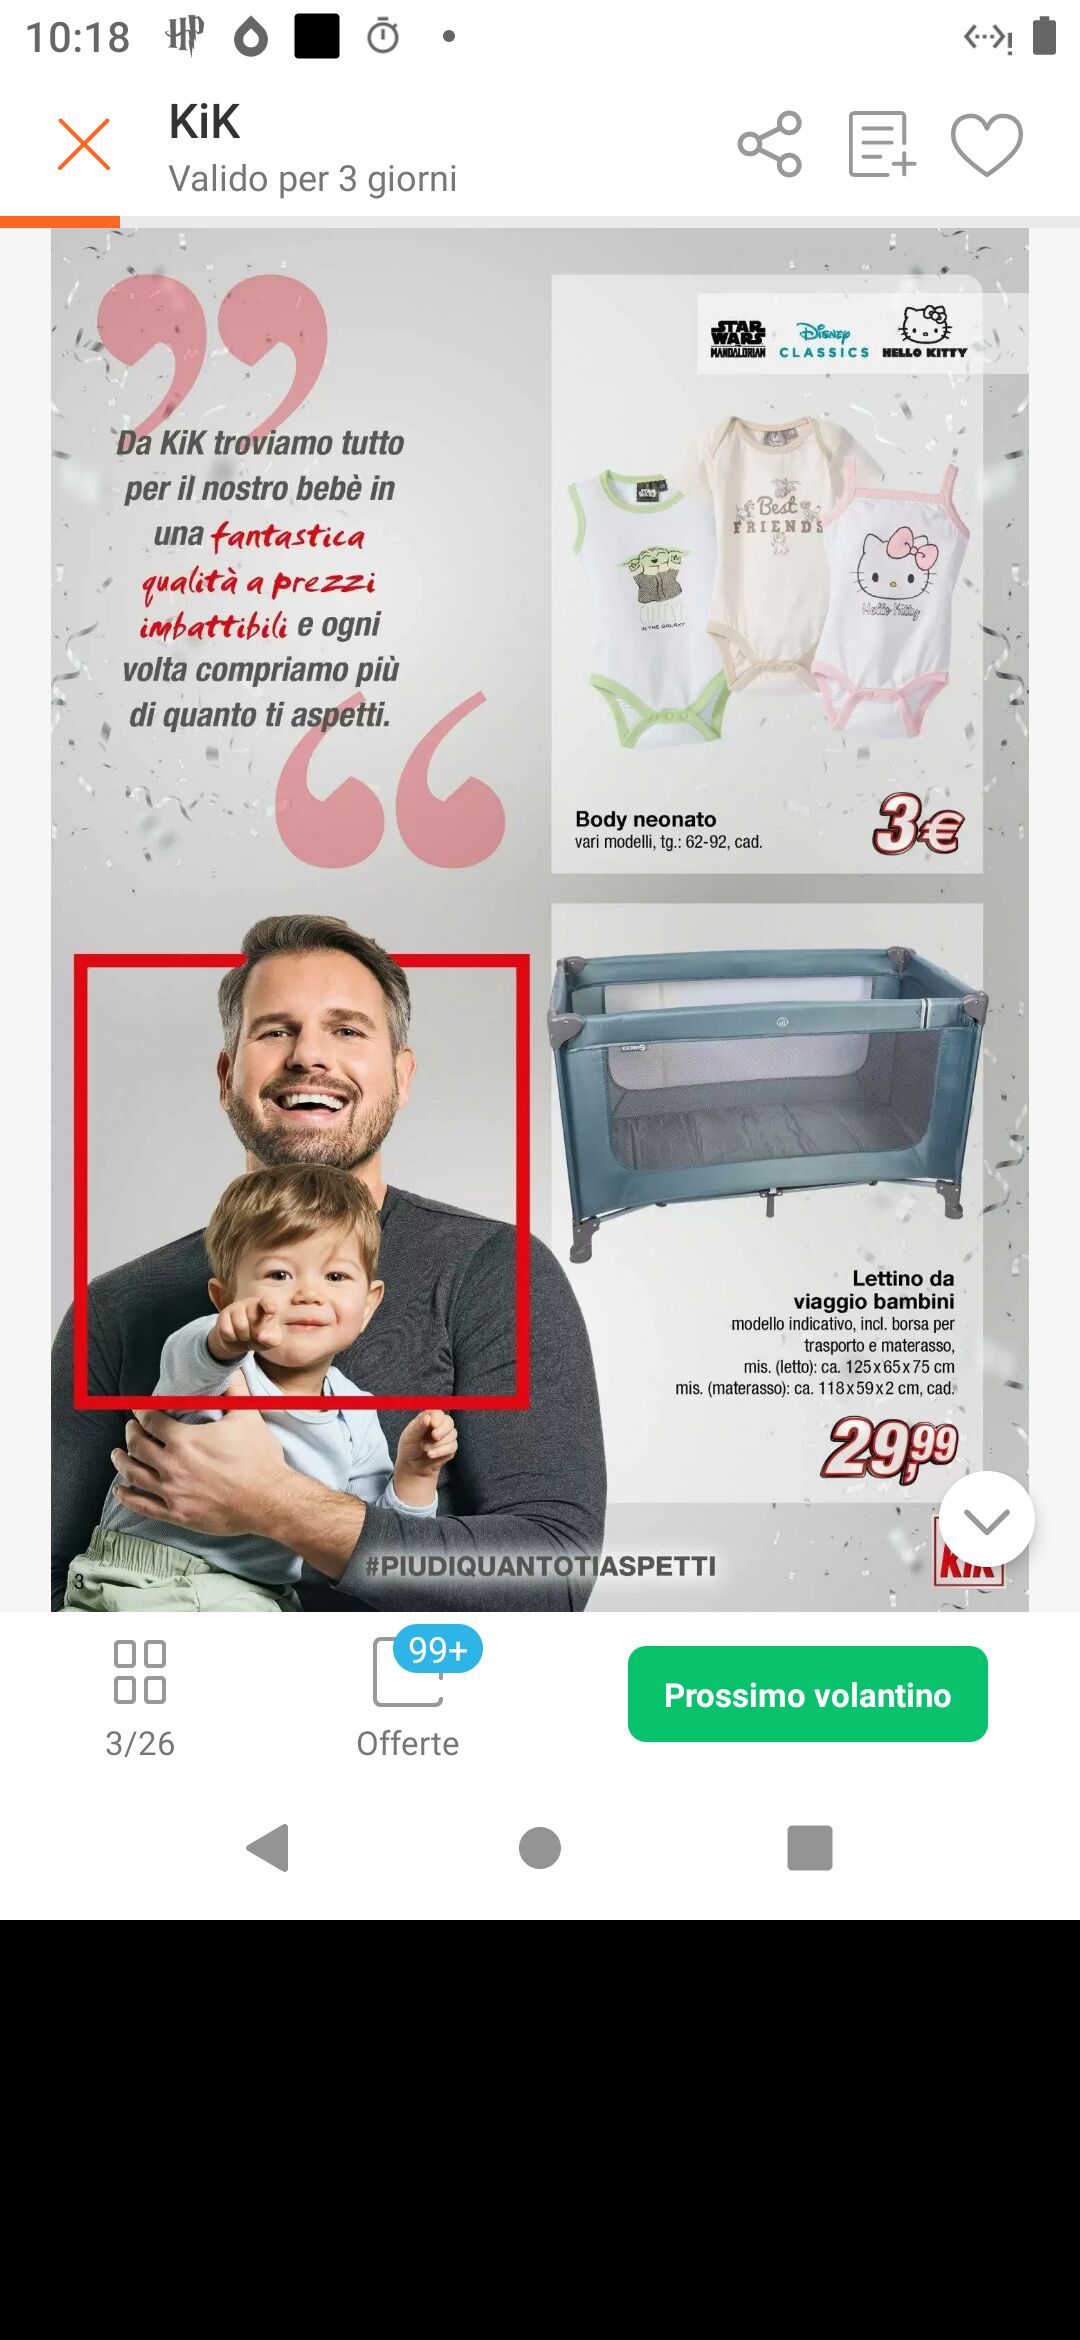 10:18
KiK
Valido per 3 giorni
Da KiK troviamo tutto
per il nostro bebè in
una fantastica
qualità a prezzi
imbattibili e ogni
volta compriamo più
di quanto ti aspetti.
STAR WARS
MANDALORIAN
Disney
CLASSICS
HELLO KITTY
Best
FRIENDS
CUTEST
IN THE GALAXY
Hello Kitty
Body neonato
vari modelli, tg.: 62-92, cad.
3€
Lettino da
viaggio bambini
modello indicativo, incl. borsa per
trasporto e materasso,
mis. (letto): ca. 125x65x75 cm
mis. (materasso): ca. 118x59x2 cm, cad.
29,99
#PIUDIQUANTOTIASPETTI
KiK
3
99+
3/26
Offerte
Prossimo volantino